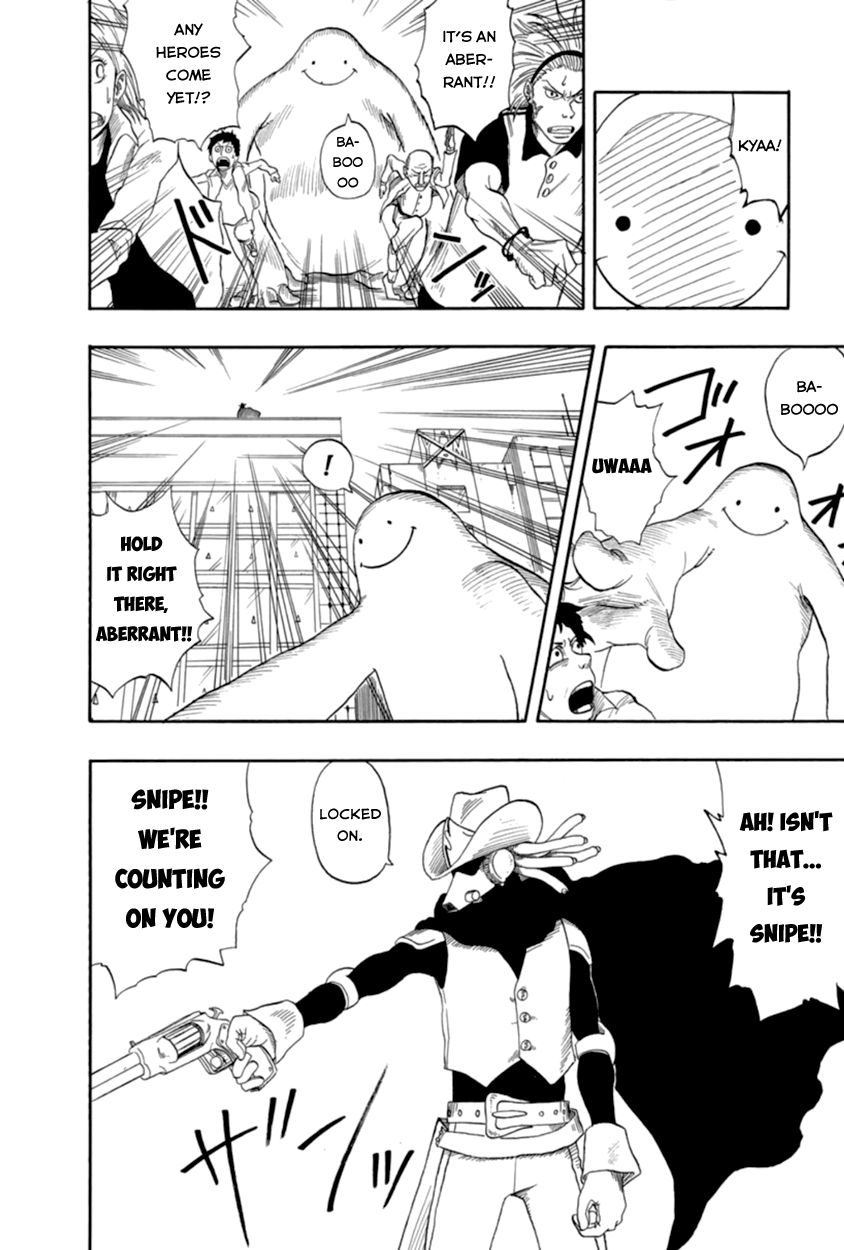 KYAA!
IT'S AN
ABER-
RANT!!
ANY
HEROES
COME
YET!?
BA-
BOO
OO
ドド
ドッ
BA-
BOOOO
ゴオオ
UWAAA
!
HOLD
IT RIGHT
THERE,
ABERRANT!!
AH! ISN'T
THAT...
IT'S
SNIPE!!
LOCKED
ON.
SNIPE!!
WE'RE
COUNTING
ON YOU!
ザッ